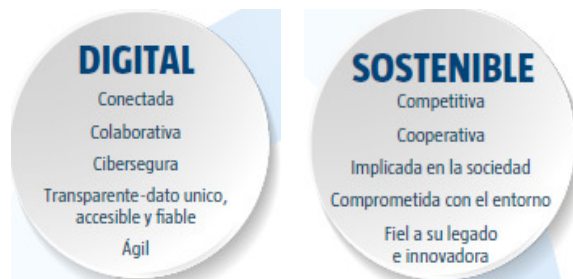 DIGITAL
Conectada
Colaborativa
Cibersegura
Transparente-dato unico,
accesible y fiable
Ágil
SOSTENIBLE
Competitiva
Cooperativa
Implicada en la sociedad
Comprometida con el entorno
Fiel a su legado
e innovadora